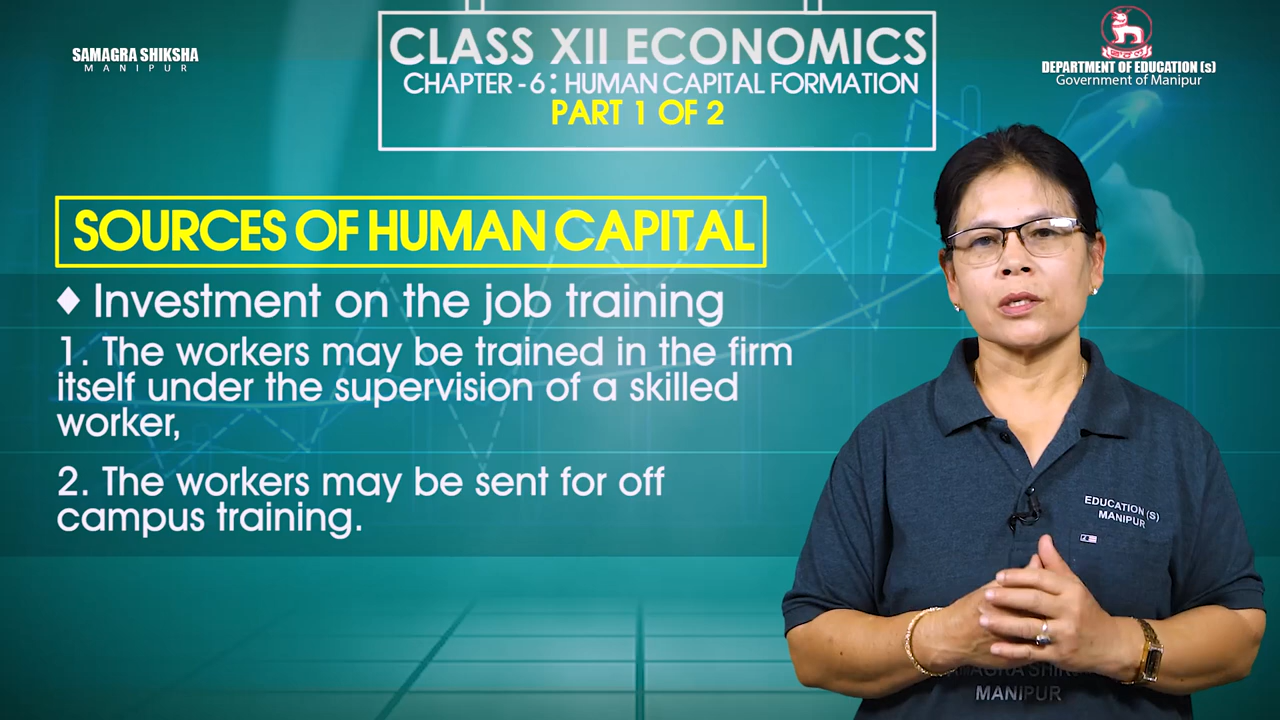 SAMAGRA SHIKSHA
MANIPUR
CLASS XII ECONOMICS
CHAPTER - 6 : HUMAN CAPITAL FORMATION
PART 1 OF 2
DEPARTMENT OF EDUCATION (s)
Government of Manipur
SOURCES OF HUMAN CAPITAL
♦ Investment on the job training
1. The workers may be trained in the firm
itself under the supervision of a skilled
worker,
2. The workers may be sent for off
campus training.
EDUCATION (S)
MANIPUR
MANIPUR